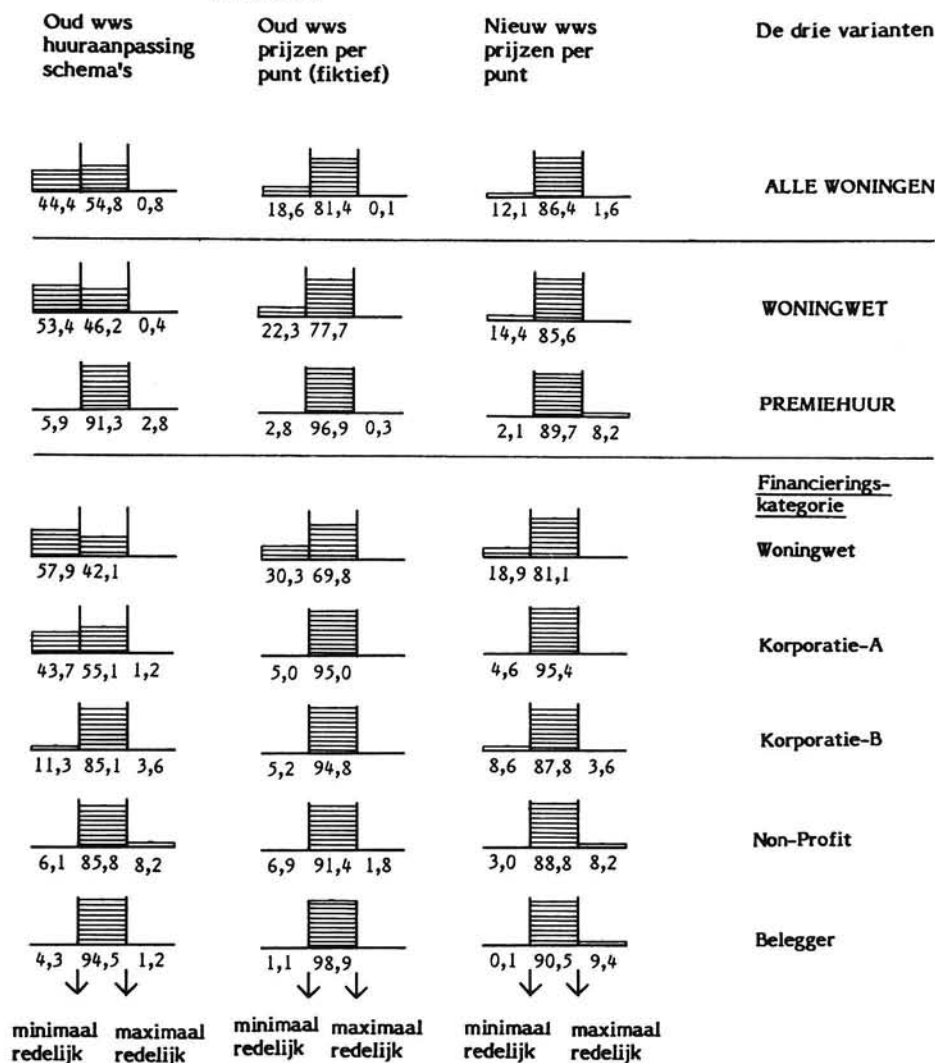 Oud wws huuraanpassing schema's
Oud wws prijzen per punt (fiktief)
Nieuw wws prijzen per punt
De drie varianten
44,4 54,8 0,8
18,6 81,4 0,1
12,1 86,4 1,6
ALLE WONINGEN
53,4 46,2 0,4
22,3 77,7
14,4 85,6
WONINGWET
5,9 91,3 2,8
2,8 96,9 0,3
2,1 89,7 8,2
PREMIEHUUR
Financierings-
kategorie
57,9 42,1
30,3 69,8
18,9 81,1
Woningwet
43,7 55,1 1,2
5,0 95,0
4,6 95,4
Korporatie-A
11,3 85,1 3,6
5,2 94,8
8,6 87,8 3,6
Korporatie-B
6,1 85,8 8,2
6,9 91,4 1,8
3,0 88,8 8,2
Non-Profit
4,3 94,5 1,2
1,1 98,9
0,1 90,5 9,4
Belegger
minimaal redelijk
maximaal redelijk
minimaal redelijk
maximaal redelijk
minimaal redelijk
maximaal redelijk